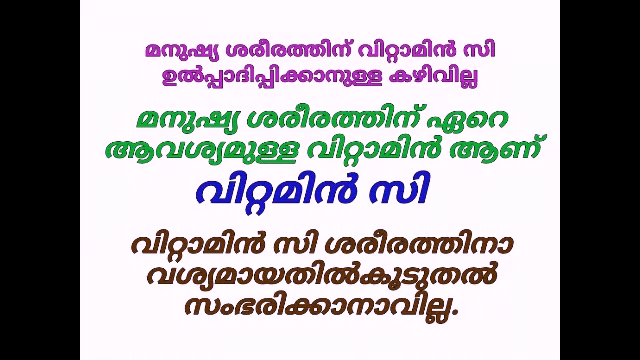 മനുഷ്യ ശരീരത്തിന് വിറ്റാമിൻ സി
ഉൽപ്പാദിപ്പിക്കാനുള്ള കഴിവില്ല
മനുഷ്യ ശരീരത്തിന് ഏറെ
ആവശ്യമുള്ള വിറ്റാമിൻ ആണ്
വിറ്റമിൻ സി
വിറ്റാമിൻ സി ശരീരത്തിനാ
വശ്യമായതിൽകൂടുതൽ
സംഭരിക്കാനാവില്ല.